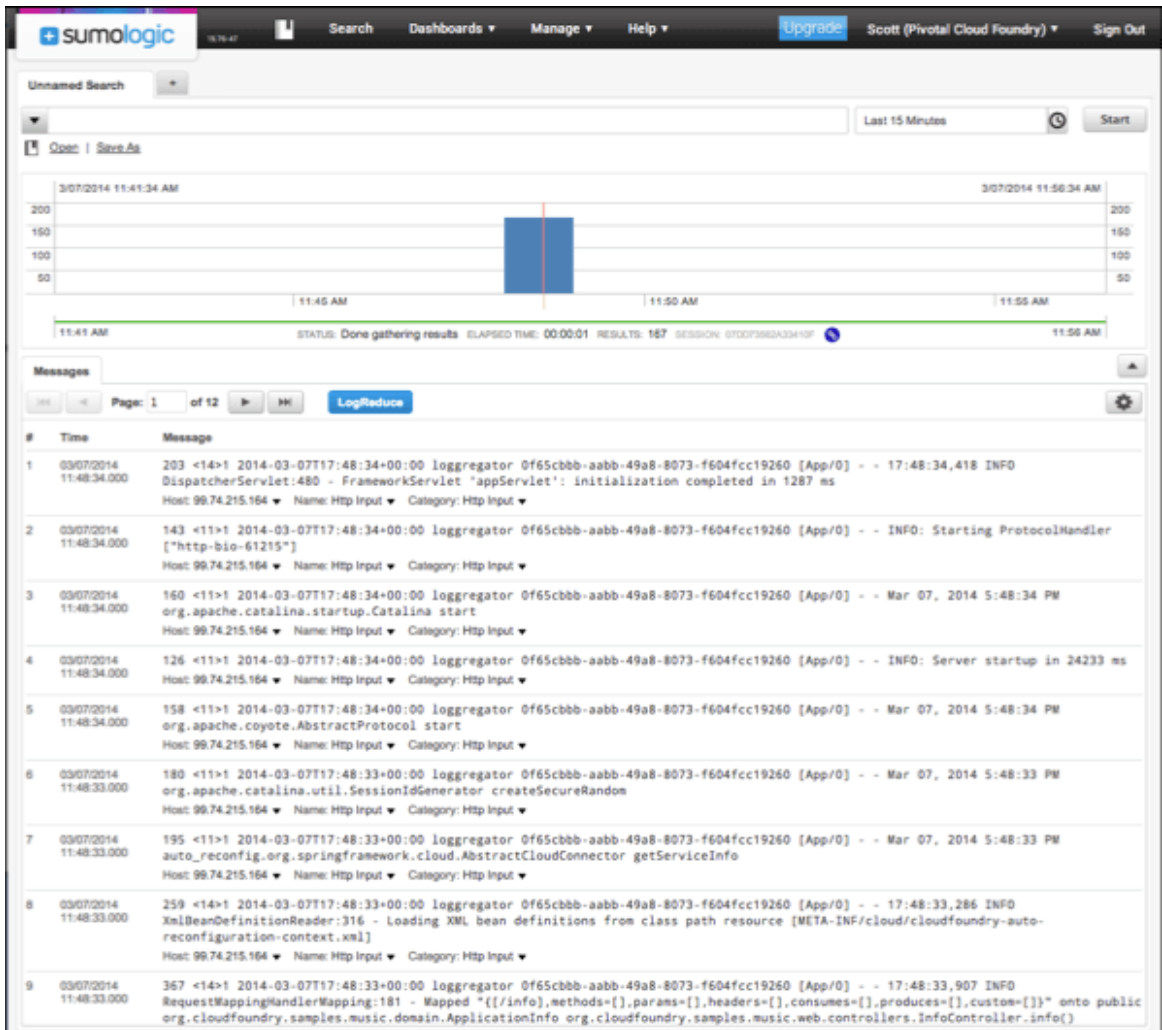 sumologic
Search Dashboards Manage Help Upgrade Scott (Pivotal Cloud Foundry) Sign Out
Unnamed Search +
Last 15 Minutes Start
Open | Save As
3/07/2014 11:41:34 AM 3/07/2014 11:56:34 AM
200 200
150 150
100 100
50 50
11:45 AM 11:50 AM 11:55 AM
11:41 AM STATUS: Done gathering results ELAPSED TIME: 00:00:01 RESULTS: 167 SESSION: 11:56 AM
Messages
Page: 1 of 12 LogReduce
# Time Message
1 03/07/2014 203 <14>1 2014-03-07T17:48:34+00:00 loggregator 0f65cbbb-aabb-49a8-8073-f604fcc19260 [App/0] - - 17:48:34,418 INFO
11:48:34.000 DispatcherServlet:480 - FrameworkServlet 'appServlet': initialization completed in 1287 ms
Host: 99.74.215.164 Name: Http Input Category: Http Input
2 03/07/2014 143 <11>1 2014-03-07T17:48:34+00:00 loggregator 0f65cbbb-aabb-49a8-8073-f604fcc19260 [App/0] - - INFO: Starting ProtocolHandler
11:48:34.000 ["http-bio-61215"]
Host: 99.74.215.164 Name: Http Input Category: Http Input
3 03/07/2014 160 <11>1 2014-03-07T17:48:34+00:00 loggregator 0f65cbbb-aabb-49a8-8073-f604fcc19260 [App/0] - - Mar 07, 2014 5:48:34 PM
11:48:34.000 org.apache.catalina.startup.Catalina start
Host: 99.74.215.164 Name: Http Input Category: Http Input
4 03/07/2014 126 <11>1 2014-03-07T17:48:34+00:00 loggregator 0f65cbbb-aabb-49a8-8073-f604fcc19260 [App/0] - - INFO: Server startup in 24233 ms
11:48:34.000 Host: 99.74.215.164 Name: Http Input Category: Http Input
5 03/07/2014 158 <11>1 2014-03-07T17:48:34+00:00 loggregator 0f65cbbb-aabb-49a8-8073-f604fcc19260 [App/0] - - Mar 07, 2014 5:48:34 PM
11:48:34.000 org.apache.coyote.AbstractProtocol start
Host: 99.74.215.164 Name: Http Input Category: Http Input
6 03/07/2014 180 <11>1 2014-03-07T17:48:33+00:00 loggregator 0f65cbbb-aabb-49a8-8073-f604fcc19260 [App/0] - - Mar 07, 2014 5:48:33 PM
11:48:33.000 org.apache.catalina.util.SessionIdGenerator createSecureRandom
Host: 99.74.215.164 Name: Http Input Category: Http Input
7 03/07/2014 195 <11>1 2014-03-07T17:48:33+00:00 loggregator 0f65cbbb-aabb-49a8-8073-f604fcc19260 [App/0] - - Mar 07, 2014 5:48:33 PM
11:48:33.000 auto_reconfig.org.springframework.cloud.AbstractCloudConnector getServiceInfo
Host: 99.74.215.164 Name: Http Input Category: Http Input
8 03/07/2014 259 <14>1 2014-03-07T17:48:33+00:00 loggregator 0f65cbbb-aabb-49a8-8073-f604fcc19260 [App/0] - - 17:48:33,286 INFO
11:48:33.000 XmlBeanDefinitionReader:316 - Loading XML bean definitions from class path resource [META-INF/cloud/cloudfoundry-auto-
reconfiguration-context.xml]
Host: 99.74.215.164 Name: Http Input Category: Http Input
9 03/07/2014 367 <14>1 2014-03-07T17:48:33+00:00 loggregator 0f65cbbb-aabb-49a8-8073-f604fcc19260 [App/0] - - 17:48:33,907 INFO
11:48:33.000 RequestMappingHandlerMapping:181 - Mapped "{[/info],methods=[],params=[],headers=[],consumes=[],produces=[],custom=[]}" onto public
org.cloudfoundry.samples.music.domain.ApplicationInfo org.cloudfoundry.samples.music.web.controllers.InfoController.info()